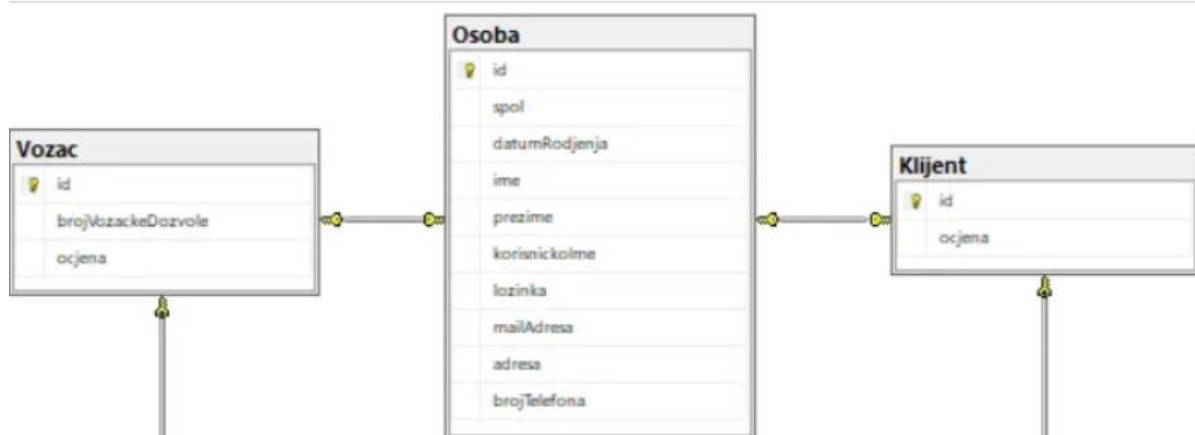 Osoba
id
spol
datumRodjenja
ime
prezime
korisnickoIme
lozinka
mailAdresa
adresa
brojTelefona
Vozac
id
brojVozackeDozvole
ocjena
Klijent
id
ocjena